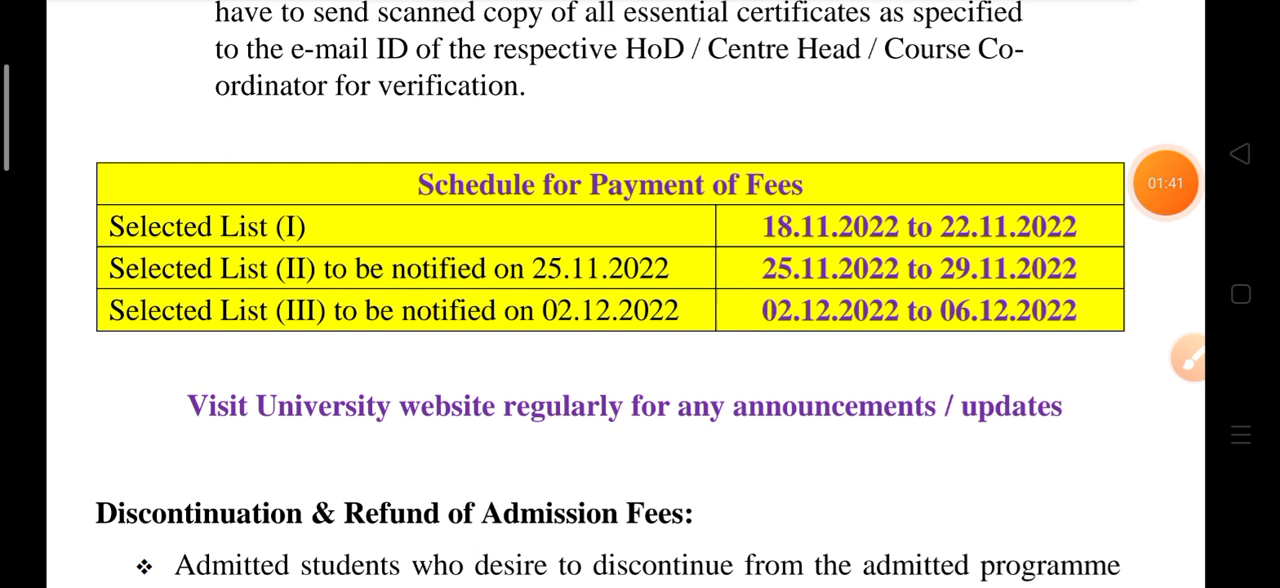 have to send scanned copy of all essential certificates as specified
to the e-mail ID of the respective HoD / Centre Head / Course Co-
ordinator for verification.
Schedule for Payment of Fees
01:41
Selected List (I) 18.11.2022 to 22.11.2022
Selected List (II) to be notified on 25.11.2022 25.11.2022 to 29.11.2022
Selected List (III) to be notified on 02.12.2022 02.12.2022 to 06.12.2022
Visit University website regularly for any announcements / updates
Discontinuation & Refund of Admission Fees:
❖ Admitted students who desire to discontinue from the admitted programme